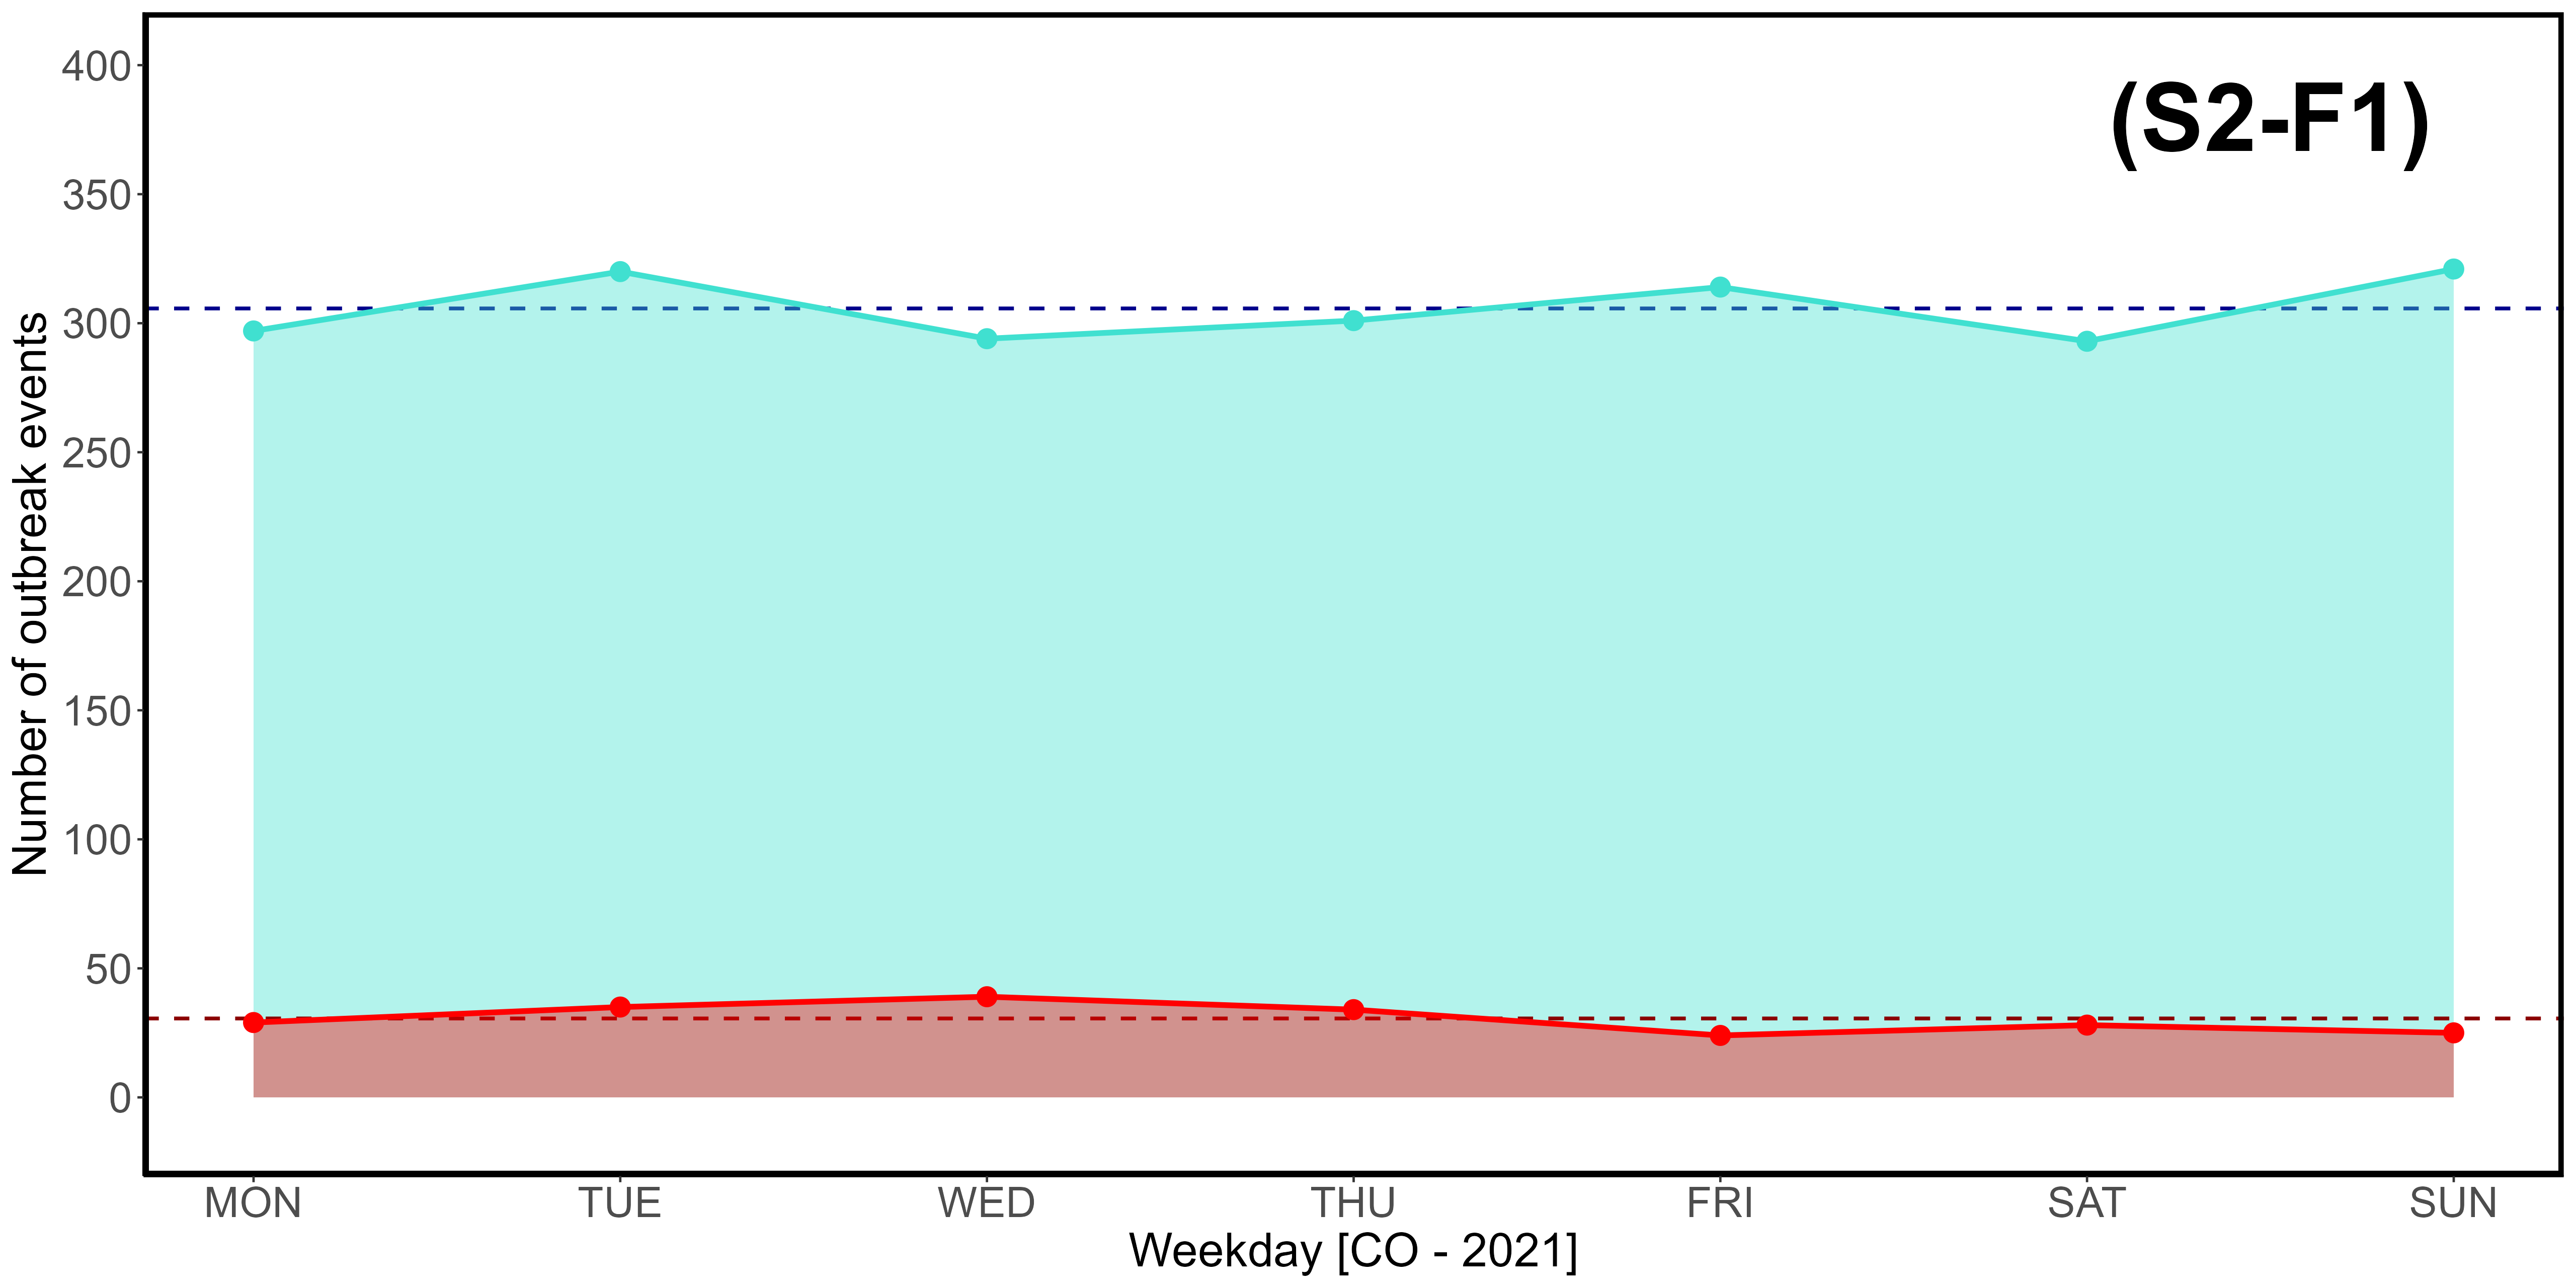 (S2-F1)
Number of outbreak events
400
350
300
250
200
150
100
50
0
MON TUE WED THU FRI SAT SUN
Weekday [CO - 2021]